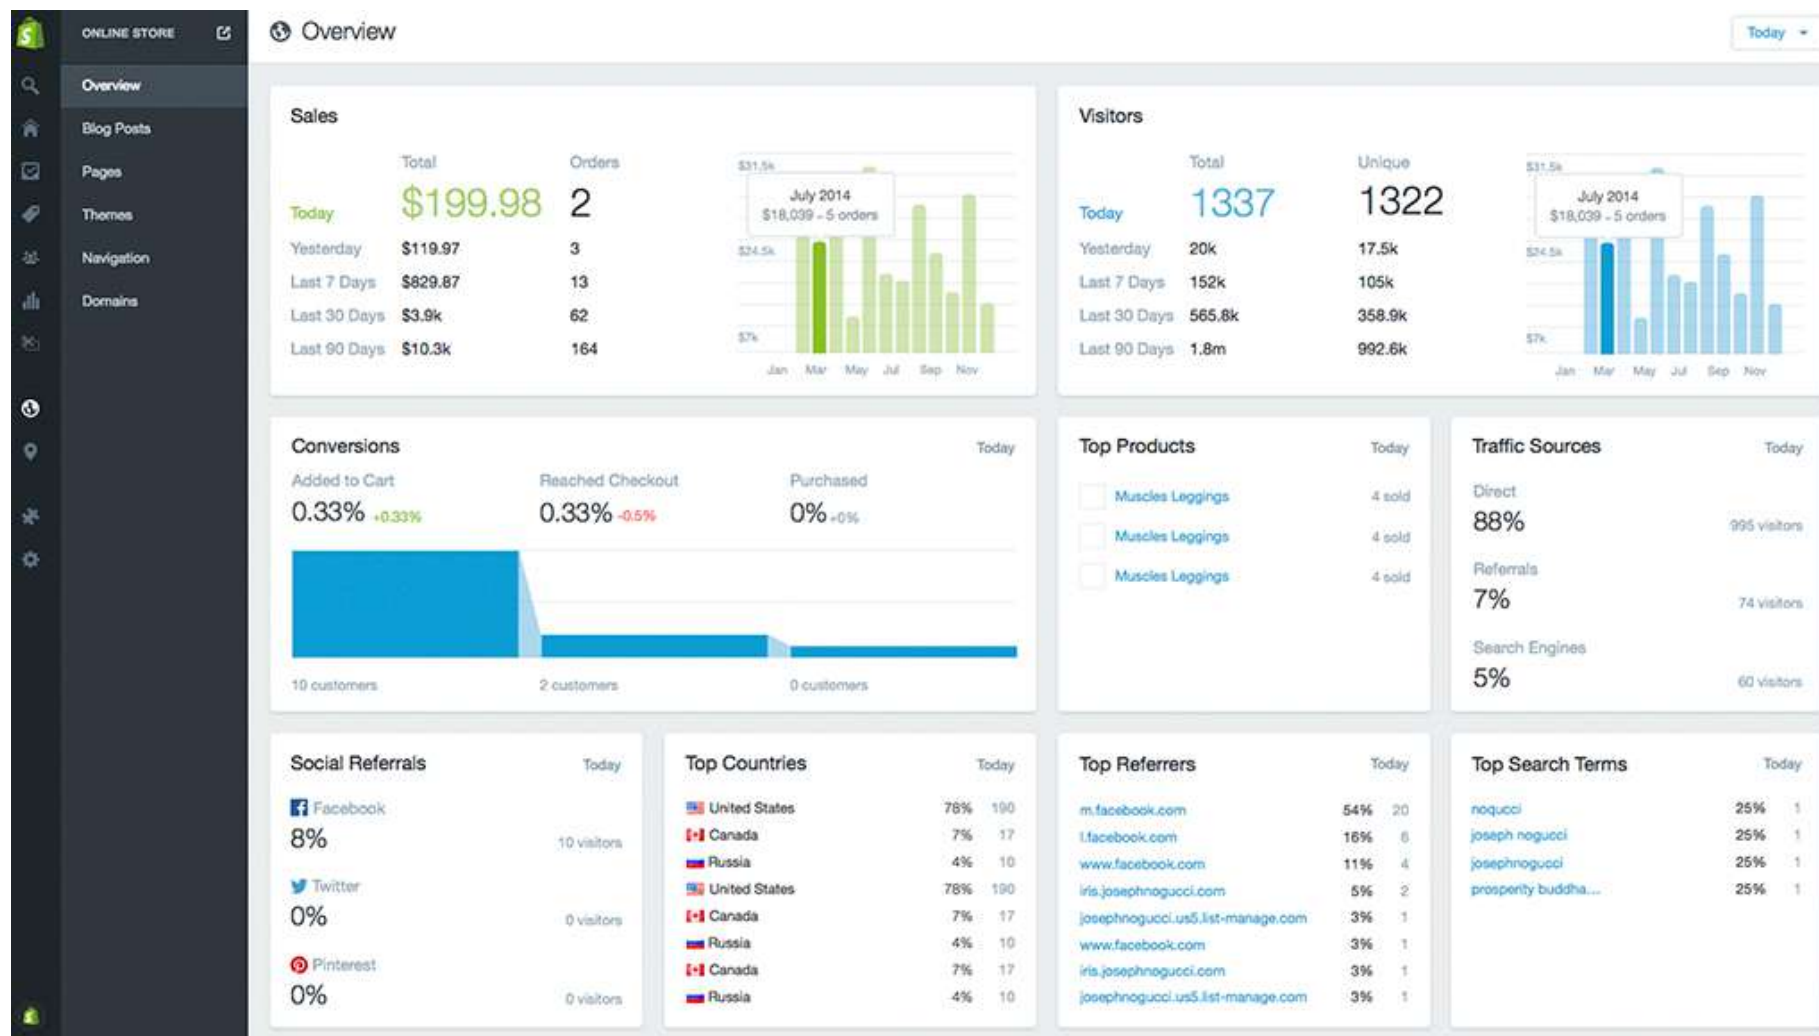 ONLINE STORE
Overview
Blog Posts
Pages
Themes
Navigation
Domains
Overview
Today
Sales
Total Orders
Today $199.98 2
Yesterday $119.97 3
Last 7 Days $829.87 13
Last 30 Days $3.9k 62
Last 90 Days $10.3k 164
$31.5k
July 2014
$18,039 - 5 orders
$24.5k
$7k
Jan Mar May Jul Sep Nov
Visitors
Total Unique
Today 1337 1322
Yesterday 20k 17.5k
Last 7 Days 152k 105k
Last 30 Days 565.8k 358.9k
Last 90 Days 1.8m 992.6k
$31.5k
July 2014
$18,039 - 5 orders
$24.5k
$7k
Jan Mar May Jul Sep Nov
Conversions Today
Added to Cart Reached Checkout Purchased
0.33% +0.33% 0.33% -0.5% 0% +0%
10 customers 2 customers 0 customers
Top Products Today
Muscles Leggings 4 sold
Muscles Leggings 4 sold
Muscles Leggings 4 sold
Traffic Sources Today
Direct
88% 995 visitors
Referrals
7% 74 visitors
Search Engines
5% 60 visitors
Social Referrals Today
Facebook
8% 10 visitors
Twitter
0% 0 visitors
Pinterest
0% 0 visitors
Top Countries Today
United States 78% 190
Canada 7% 17
Russia 4% 10
United States 78% 190
Canada 7% 17
Russia 4% 10
Canada 7% 17
Russia 4% 10
Top Referrers Today
m.facebook.com 54% 20
l.facebook.com 16% 6
www.facebook.com 11% 4
iris.josephnogucci.com 5% 2
josephnogucci.us5.list-manage.com 3% 1
www.facebook.com 3% 1
iris.josephnogucci.com 3% 1
josephnogucci.us5.list-manage.com 3% 1
Top Search Terms Today
noqucci 25% 1
joseph nogucci 25% 1
josephnogucci 25% 1
prosperity buddha.... 25% 1